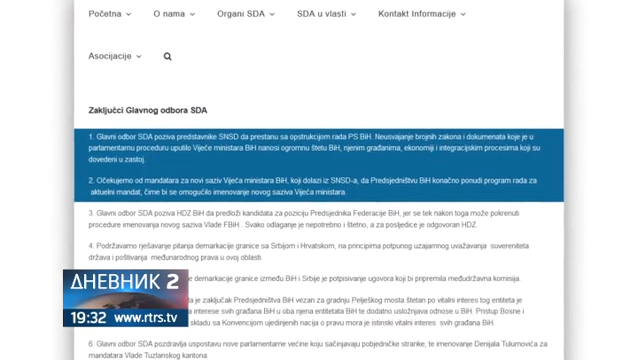 Početna
O nama
Organi SDA
SDA u vlasti
Kontakt Informacije
Asocijacije
Zaključci Glavnog odbora SDA
1. Glavni odbor SDA poziva predstavnike SNSD da prestanu sa opstrukcijom rada PS BiH. Neusvajanje brojnih zakona i dokumenata koje je u
parlamentarnu proceduru uputilo Vijeće ministara BiH nanosi ogromnu štetu BiH, njenim građanima, ekonomiji i integracijskim procesima koji su
dovedeni u zastoj.
2. Očekujemo od mandatara za novi saziv Vijeća ministara BiH, koji dolazi iz SNSD-a, da Predsjedništvu BiH konačno ponudi program rada za
aktuelni mandat, čime bi se omogućilo imenovanje novog saziva Vijeća ministara.
3. Glavni odbor SDA poziva HDZ BiH da predloži kandidata za poziciju Predsjednika Federacije BiH, jer se tek nakon toga može pokrenuti
procedure imenovanja novog saziva Vlade FBiH . Svako odlaganje je nepotrebno i štetno, a za posljedice je odgovoran HDZ.
4. Podržavamo rješavanje pitanja demarkacije granice sa Srbijom i Hrvatskom, na principima potpunog uzajamnog uvažavanja suvereniteta
država i poštivanja međunarodnog prava u ovoj oblasti.
je demarkacije granice između BiH i Srbije je potpisivanje ugovora koji bi pripremila međudržavna komisija.
da je zaključak Predsjedništva BiH vezan za gradnju Pelješkog mosta štetan po vitalni interes tog entiteta je
interese svih građana BiH u oba njena entiteta BiH te dodatno usložnjava odnose u BiH. Pristup Bosne i
skladu sa Konvencijom ujedinjenih nacija o pravu mora je istinski vitalni interes svih građana BiH.
6. Glavni odbor SDA pozdravlja uspostavu nove parlamentarne većine koju sačinjavaju pobjedničke stranke, te imenovanje Denijala Tulumovića za
mandatara Vlade Tuzlanskog kantona.
ДНЕВНИК 2
19:32 www.rtrs.tv